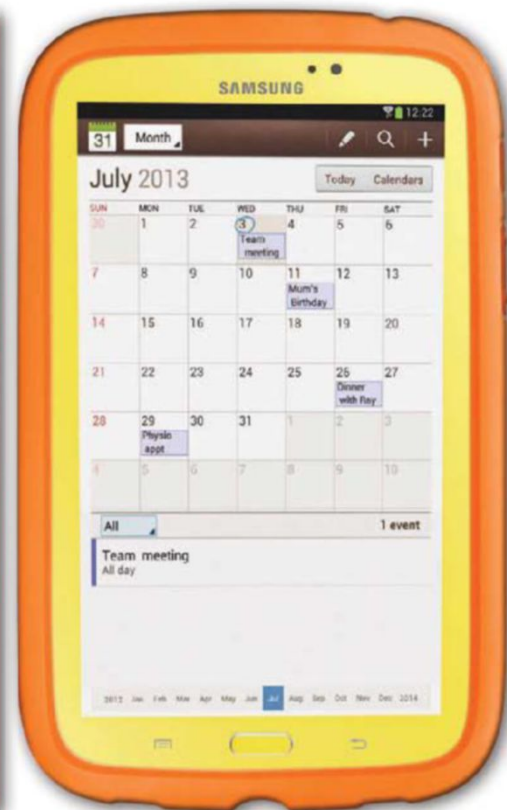 SAMSUNG
12:22
31 Month
July 2013 Today Calendars
SUN MON TUE WED THU FRI SAT
30 1 2 3 4 5 6
Team
meeting
7 8 9 10 11 12 13
Mum's
Birthday
14 15 16 17 18 19 20
21 22 23 24 25 26 27
Dinner
with Ray
28 29 30 31 1 2 3
Physio
appt
4 5 6 7 8 9 10
All 1 event
Team meeting
All day
2012 Jan Feb Mar Apr May Jun Jul Aug Sep Oct Nov Dec 2014